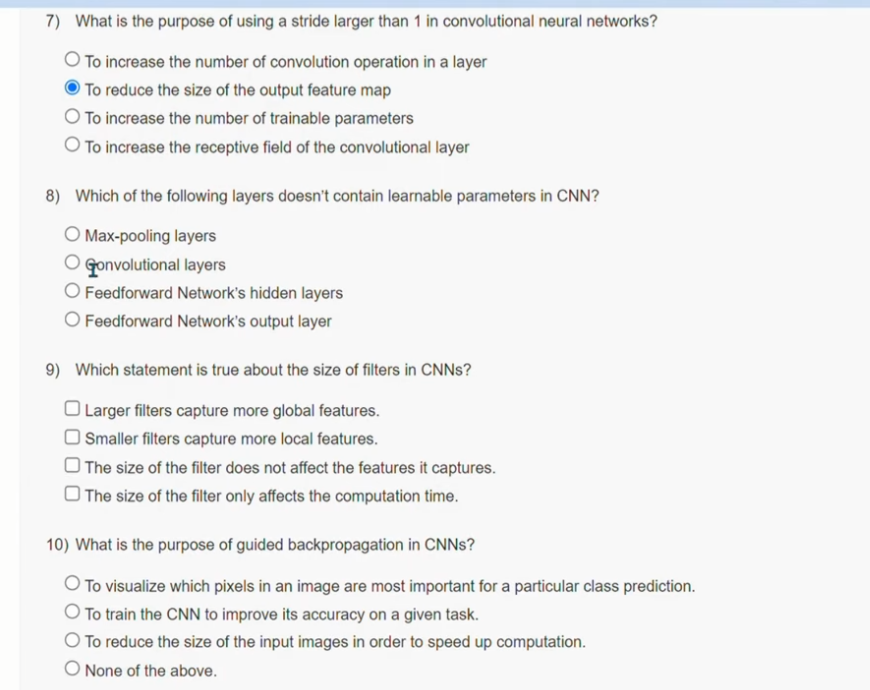 7) What is the purpose of using a stride larger than 1 in convolutional neural networks?
To increase the number of convolution operation in a layer
To reduce the size of the output feature map
To increase the number of trainable parameters
To increase the receptive field of the convolutional layer
8) Which of the following layers doesn't contain learnable parameters in CNN?
Max-pooling layers
Convolutional layers
Feedforward Network's hidden layers
Feedforward Network's output layer
9) Which statement is true about the size of filters in CNNs?
Larger filters capture more global features.
Smaller filters capture more local features.
The size of the filter does not affect the features it captures.
The size of the filter only affects the computation time.
10) What is the purpose of guided backpropagation in CNNs?
To visualize which pixels in an image are most important for a particular class prediction.
To train the CNN to improve its accuracy on a given task.
To reduce the size of the input images in order to speed up computation.
None of the above.